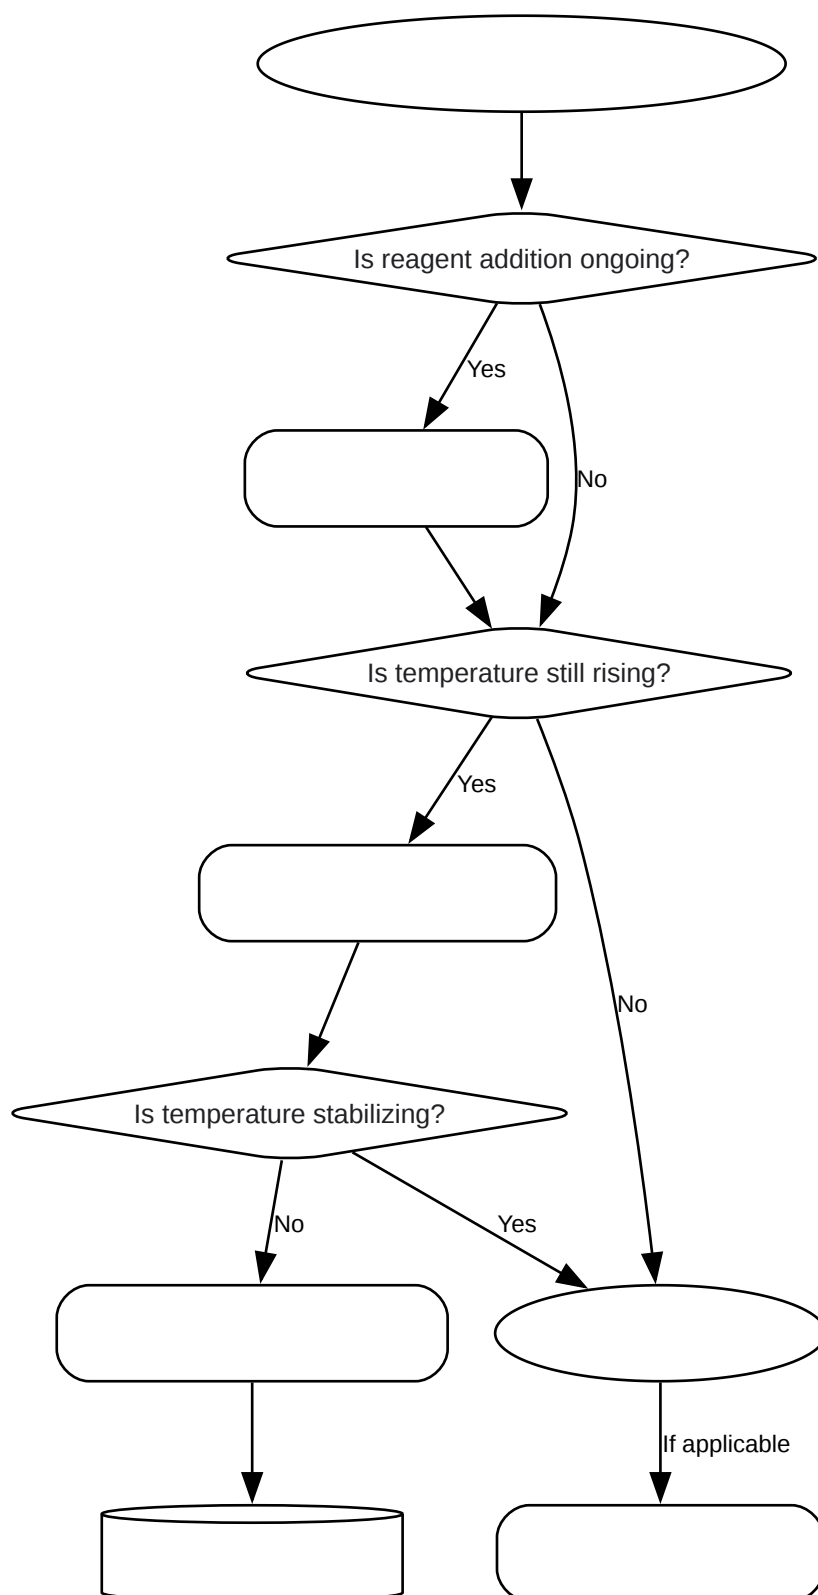 Is reagent addition ongoing?
Yes
No
Is temperature still rising?
Yes
No
Is temperature stabilizing?
No
Yes
If applicable